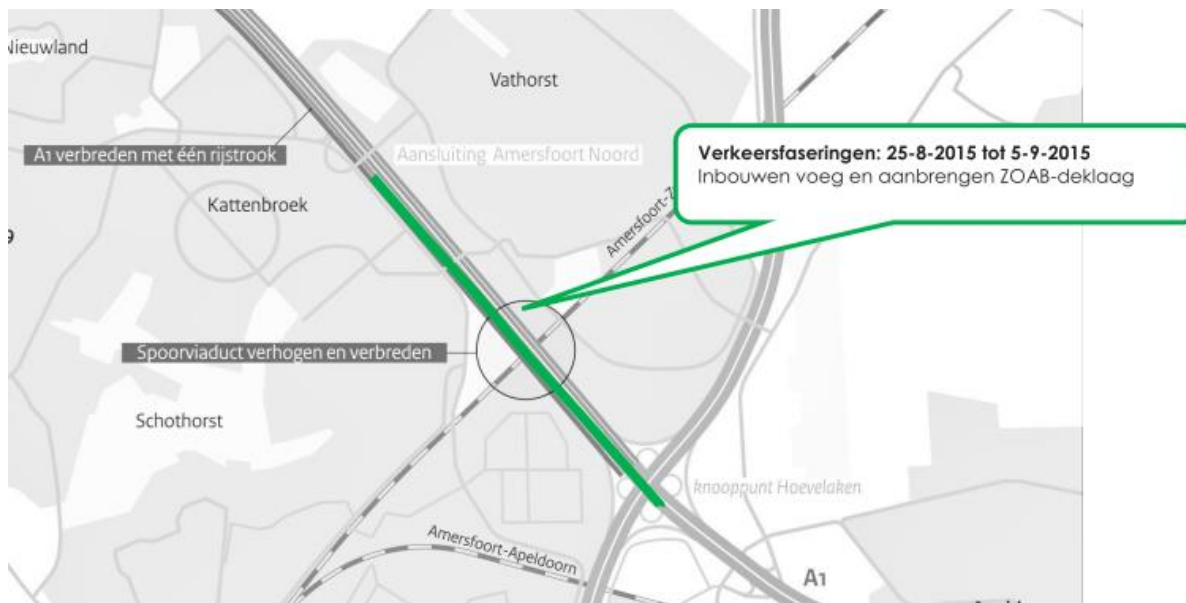 Nieuwland
Vathorst
A1 verbreden met één rijstrook
Aansluiting Amersfoort Noord
Verkeersfaseringen: 25-8-2015 tot 5-9-2015
Inbouwen voeg en aanbrengen ZOAB-deklaag
Kattenbroek
Amersfoort-Z
Spoorviaduct verhogen en verbreden
Schothorst
knooppunt Hoevelaken
Amersfoort-Apeldoorn
A1